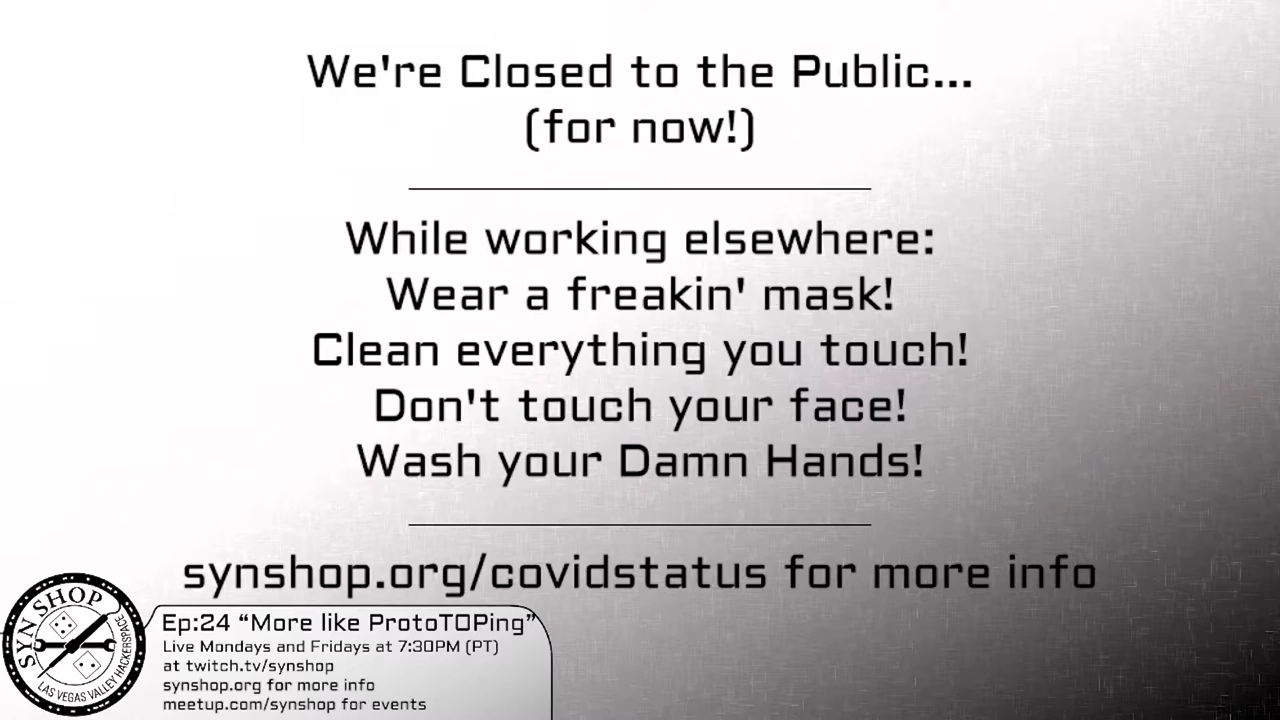 We're Closed to the Public...
(for now!)
While working elsewhere:
Wear a freakin' mask!
Clean everything you touch!
Don't touch your face!
Wash your Damn Hands!
synshop.org/covidstatus for more info
SYN SHOP
LAS VEGAS VALLEY HACKERSPACE
Ep:24 “More like ProtoTOPing”
Live Mondays and Fridays at 7:30PM (PT)
at twitch.tv/synshop
synshop.org for more info
meetup.com/synshop for events